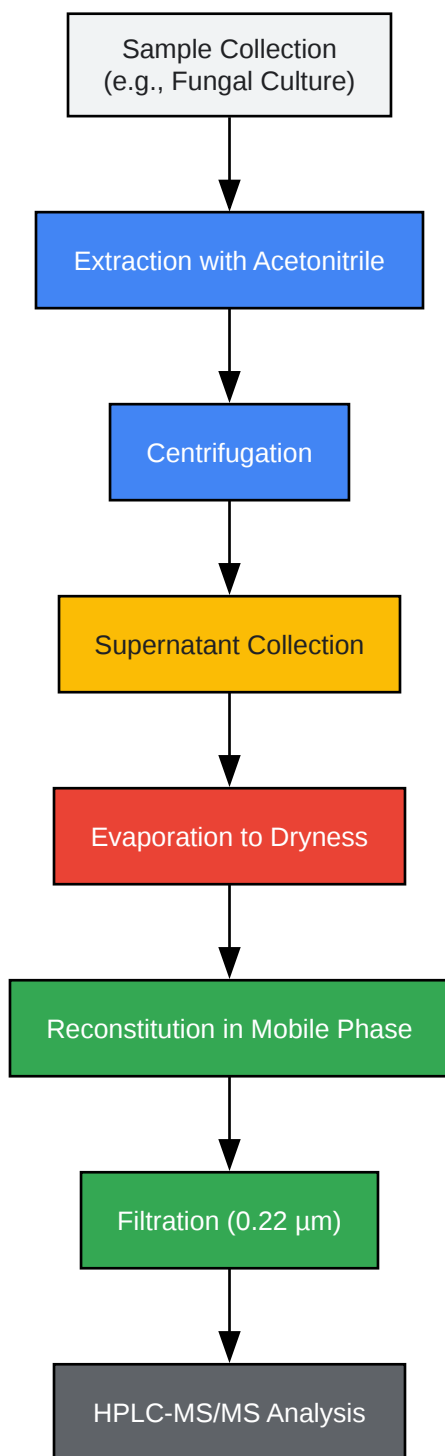 Sample Collection
(e.g., Fungal Culture)
Extraction with Acetonitrile
Centrifugation
Supernatant Collection
Evaporation to Dryness
Reconstitution in Mobile Phase
Filtration (0.22 µm)
HPLC-MS/MS Analysis